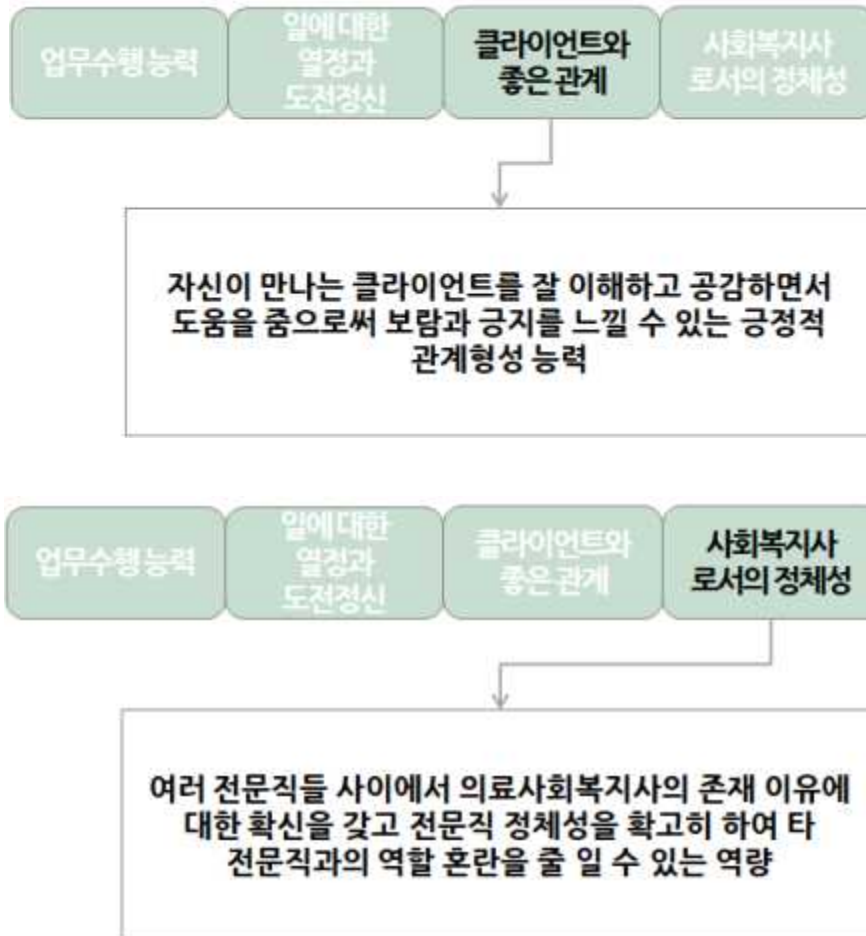 업무수행 능력
일에 대한
열정과
도전정신
클라이언트와
좋은 관계
사회복지사
로서의 정체성
자신이 만나는 클라이언트를 잘 이해하고 공감하면서
도움을 줌으로써 보람과 긍지를 느낄 수 있는 긍정적
관계형성 능력
업무수행 능력
일에 대한
열정과
도전정신
클라이언트와
좋은 관계
사회복지사
로서의 정체성
여러 전문직들 사이에서 의료사회복지사의 존재 이유에
대한 확신을 갖고 전문직 정체성을 확고히 하여 타
전문직과의 역할 혼란을 줄 일 수 있는 역량